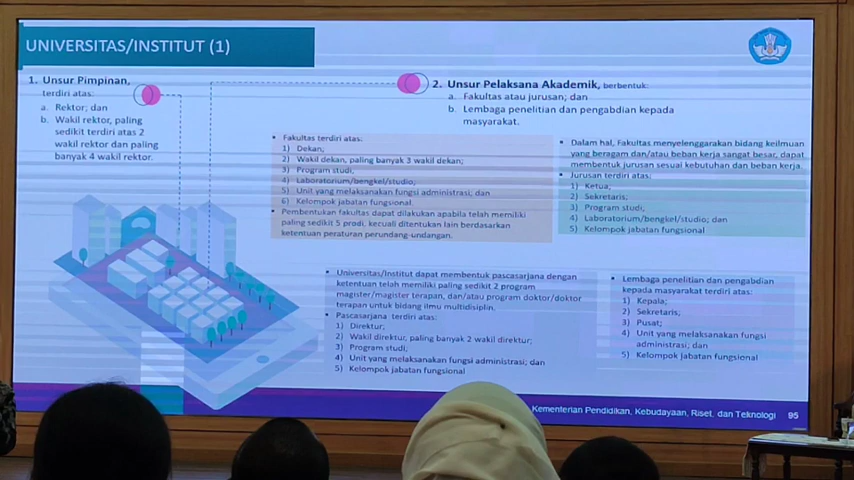 UNIVERSITAS/INSTITUT (1)
1. Unsur Pimpinan,
terdiri atas:
a. Rektor; dan
b. Wakil rektor, paling
sedikit terdiri atas 2
wakil rektor dan paling
banyak 4 wakil rektor.
2. Unsur Pelaksana Akademik, berbentuk:
a. Fakultas atau jurusan; dan
b. Lembaga penelitian dan pengabdian kepada
masyarakat.
• Fakultas terdiri atas:
1) Dekan,
2) Wakil dekan, paling banyak 3 wakil dekan;
3) Program studi,
4) Laboratorium/bengkel/studio;
5) Unit yang melaksanakan fungsi administrasi; dan
6) Kelompok jabatan fungsional.
• Pembentukan fakultas dapat dilakukan apabila telah memiliki
paling sedikit 5 prodi, kecuali ditentukan lain berdasarkan
ketentuan peraturan perundang-undangan.
• Dalam hal, Fakultas menyelenggarakan bidang keilmuan
yang beragam dan/atau beban kerja sangat besar, dapat
membentuk jurusan sesuai kebutuhan dan beban kerja.
• Jurusan terdiri atas:
1) Ketua;
2) Sekretaris;
3) Program studi;
4) Laboratorium/bengkel/studio; dan
5) Kelompok jabatan fungsional
• Universitas/Institut dapat membentuk pascasarjana dengan
ketentuan telah memiliki paling sedikit 2 program
magister/magister terapan, dan/atau program doktor/doktor
terapan untuk bidang ilmu multidisiplin.
• Pascasarjana terdiri atas:
1) Direktur;
2) Wakil direktur, paling banyak 2 wakil direktur;
3) Program studi,
4) Unit yang melaksanakan fungsi administrasi; dan
5) Kelompok jabatan fungsional
• Lembaga penelitian dan pengabdian
kepada masyarakat terdiri atas:
1) Kepala;
2) Sekretaris;
3) Pusat;
4) Unit yang melaksanakan fungsi
administrasi; dan
5) Kelompok jabatan fungsional
Kementerian Pendidikan, Kebudayaan, Riset, dan Teknologi 95